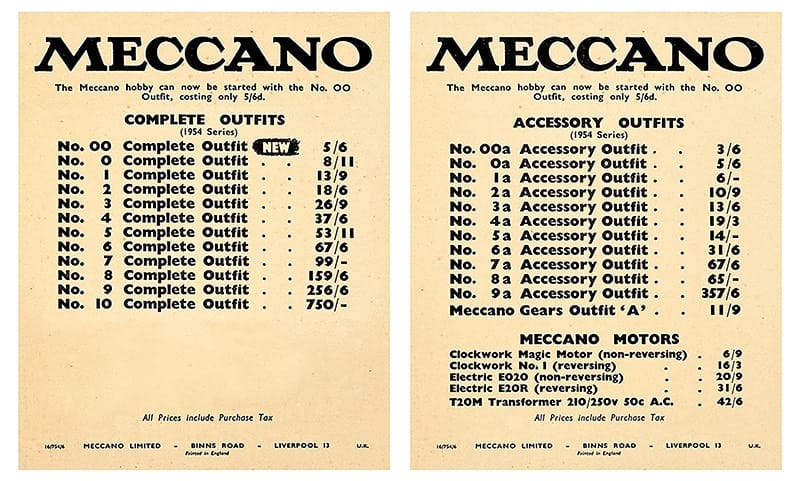 MECCANO
The Meccano hobby can now be started with the No. OO
Outfit, costing only 5/6d.
COMPLETE OUTFITS
(1954 Series)
No. 00 Complete Outfit NEW 5/6
No. 0 Complete Outfit . . 8/11
No. 1 Complete Outfit . . 13/9
No. 2 Complete Outfit . . 18/6
No. 3 Complete Outfit . . 26/9
No. 4 Complete Outfit . . 37/6
No. 5 Complete Outfit . . 53/11
No. 6 Complete Outfit . . 67/6
No. 7 Complete Outfit . . 99/-
No. 8 Complete Outfit . . 159/6
No. 9 Complete Outfit . . 256/6
No. 10 Complete Outfit . . 750/-
All Prices include Purchase Tax
16/754/6 MECCANO LIMITED - BINNS ROAD - LIVERPOOL 13 U.K.
Printed in England
MECCANO
The Meccano hobby can now be started with the No. OO
Outfit, costing only 5/6d.
ACCESSORY OUTFITS
(1954 Series)
No. 00a Accessory Outfit . . 3/6
No. 0a Accessory Outfit . . 5/6
No. 1a Accessory Outfit . . 6/-
No. 2a Accessory Outfit . . 10/9
No. 3a Accessory Outfit . . 13/6
No. 4a Accessory Outfit . . 19/3
No. 5a Accessory Outfit . . 14/-
No. 6a Accessory Outfit . . 31/6
No. 7a Accessory Outfit . . 67/6
No. 8a Accessory Outfit . . 65/-
No. 9a Accessory Outfit . . 357/6
Meccano Gears Outfit ‘A’ . . 11/9
MECCANO MOTORS
Clockwork Magic Motor (non-reversing) . 6/9
Clockwork No. 1 (reversing) . . 16/3
Electric E020 (non-reversing) . . 20/9
Electric E20R (reversing) . . 31/6
T20M Transformer 210/250v 50c A.C. . 42/6
All Prices include Purchase Tax
16/754/6 MECCANO LIMITED - BINNS ROAD - LIVERPOOL 13 U.K.
Printed in England